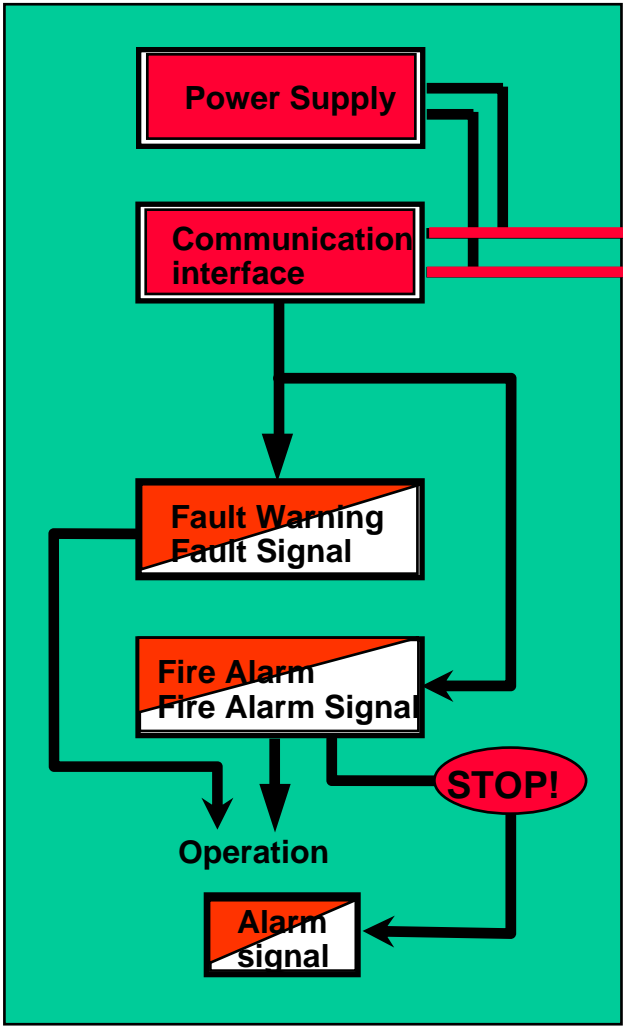 Power Supply
Communication
interface
Fault Warning
Fault Signal
Fire Alarm
Fire Alarm Signal
STOP!
Operation
Alarm
signal